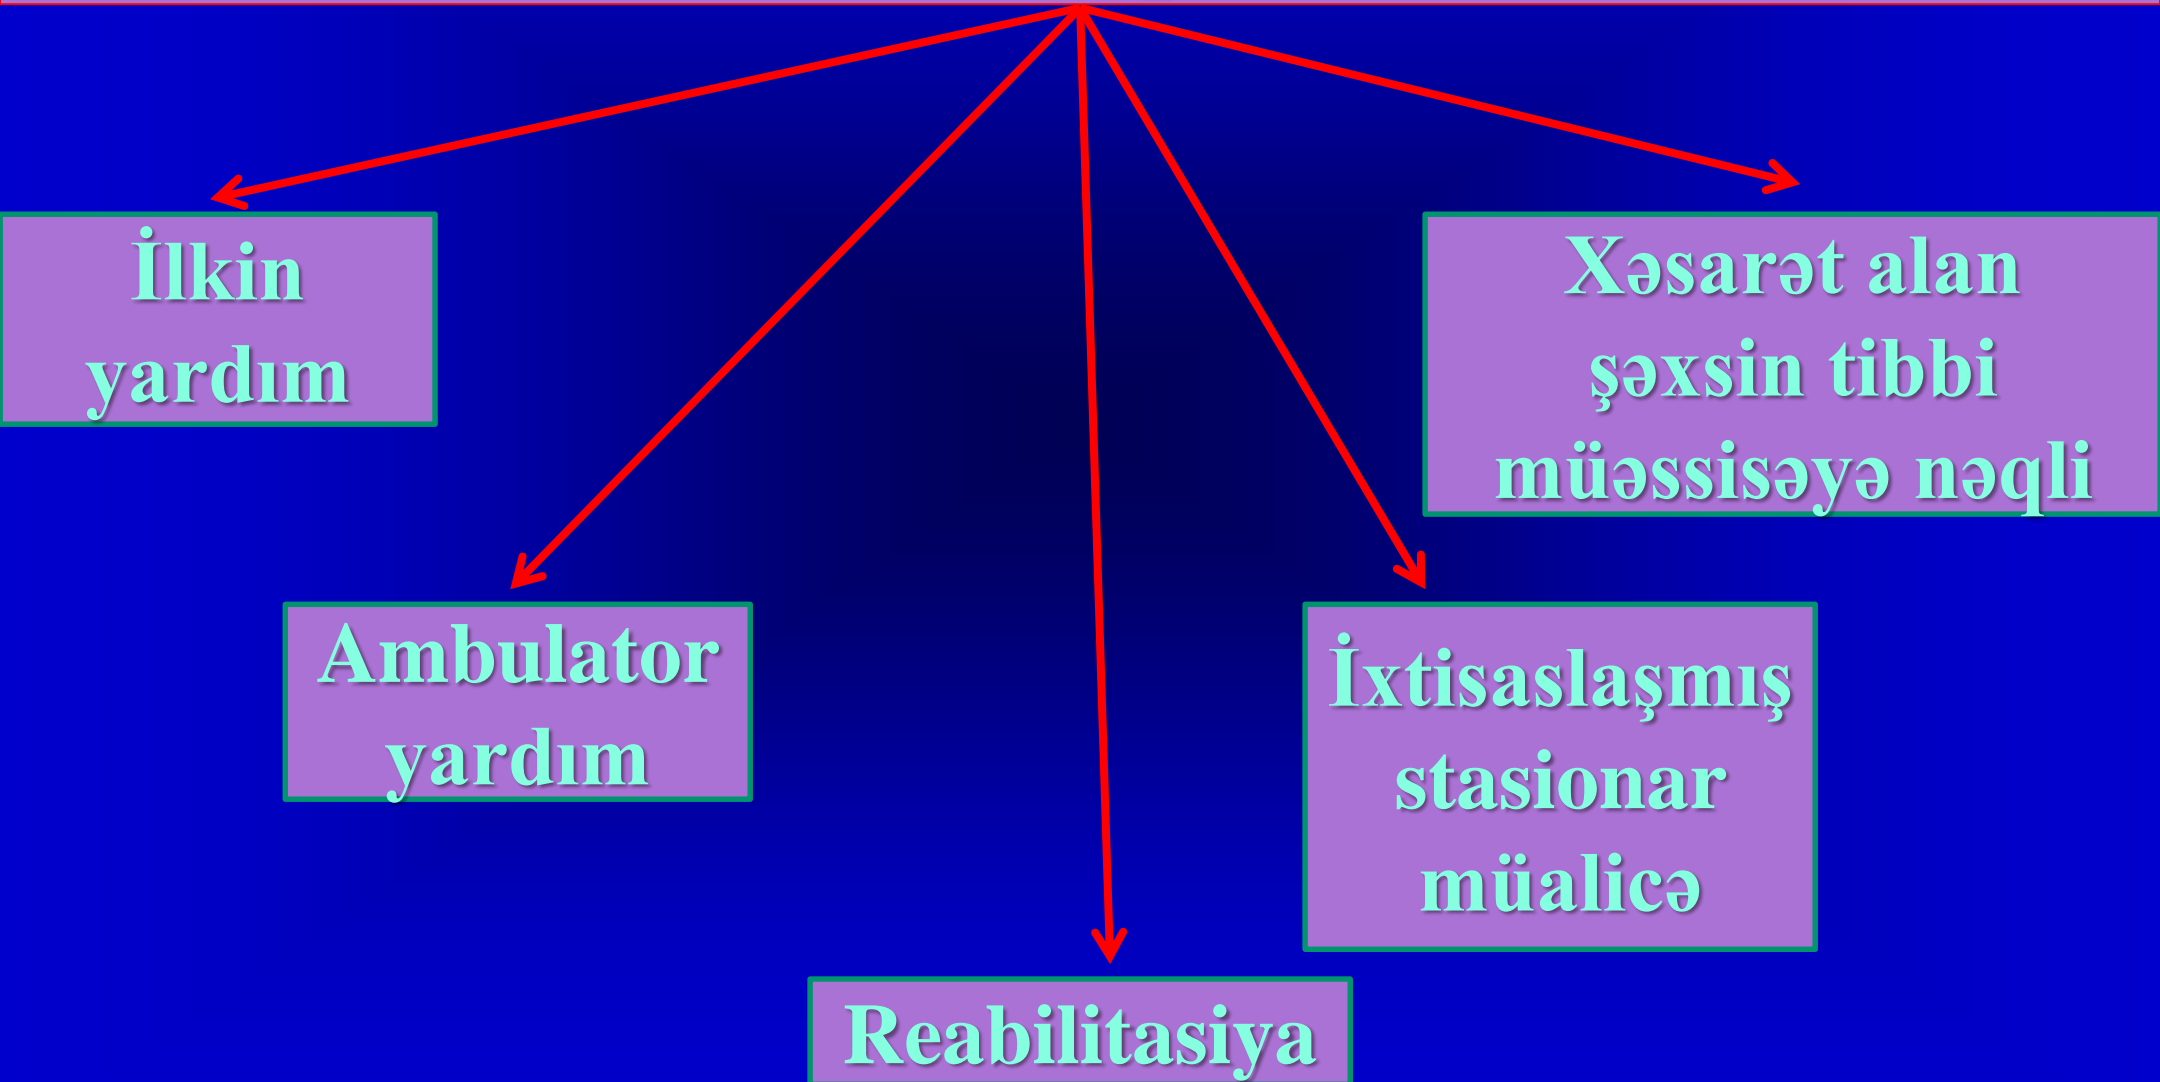 İlkin
yardım
Xəsarət alan
şəxsin tibbi
müəssisəyə nəqli
Ambulator
yardım
İxtisaslaşmış
stasionar
müalicə
Reabilitasiya